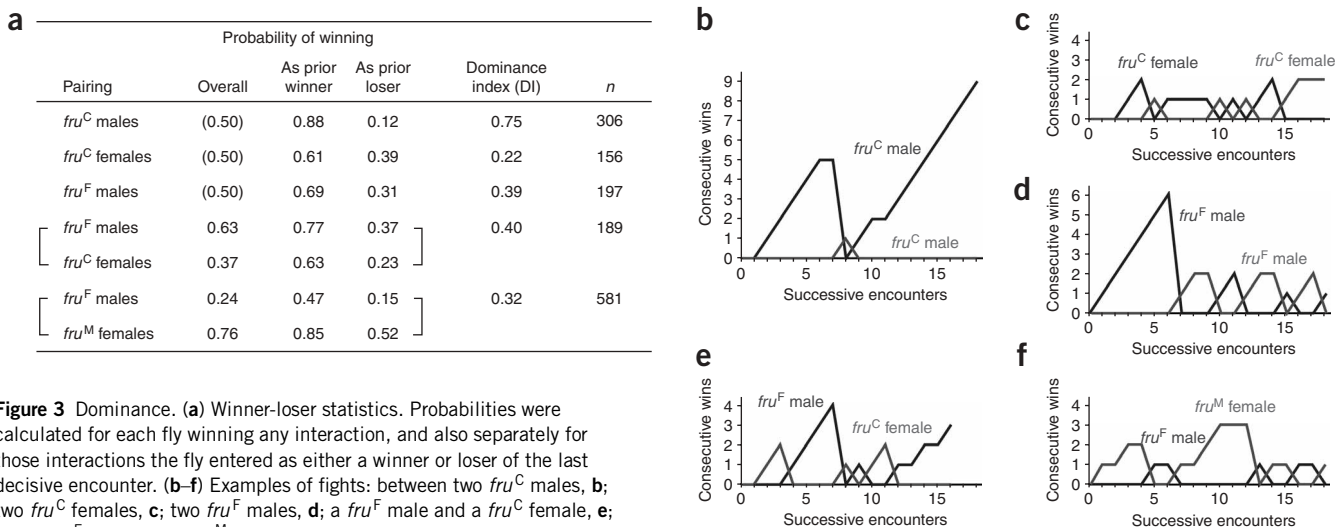 a
Probability of winning
Pairing Overall As prior winner As prior loser Dominance index (DI) n
fruC males (0.50) 0.88 0.12 0.75 306
fruC females (0.50) 0.61 0.39 0.22 156
fruF males (0.50) 0.69 0.31 0.39 197
fruF males 0.63 0.77 0.37 0.40 189
fruC females 0.37 0.63 0.23
fruF males 0.24 0.47 0.15 0.32 581
fruM females 0.76 0.85 0.52
Figure 3 Dominance. (a) Winner-loser statistics. Probabilities were
calculated for each fly winning any interaction, and also separately for
those interactions the fly entered as either a winner or loser of the last
decisive encounter. (b–f) Examples of fights: between two fruC males, b;
two fruC females, c; two fruF males, d; a fruF male and a fruC female, e;
b
Consecutive wins
9
8
7
6
5
4
3
2
1
0
fruC male
fruC male
0 5 10 15
Successive encounters
c
Consecutive wins
4
3
2
1
0
fruC female
fruC female
0 5 10 15
Successive encounters
d
Consecutive wins
6
5
4
3
2
1
0
fruF male
fruF male
0 5 10 15
Successive encounters
e
Consecutive wins
4
3
2
1
0
fruF male
fruC female
0 5 10 15
Successive encounters
f
Consecutive wins
4
3
2
1
0
fruM female
fruF male
0 5 10 15
Successive encounters